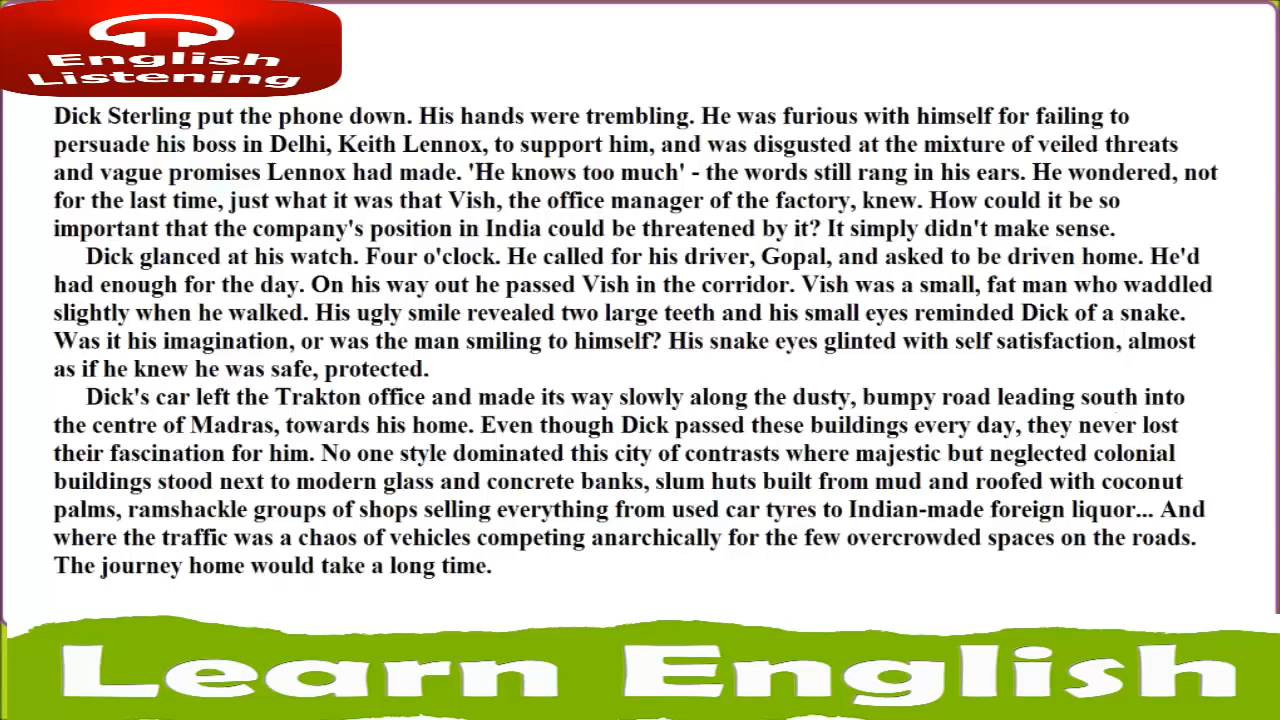 English
Listening
Dick Sterling put the phone down. His hands were trembling. He was furious with himself for failing to
persuade his boss in Delhi, Keith Lennox, to support him, and was disgusted at the mixture of veiled threats
and vague promises Lennox had made. 'He knows too much' - the words still rang in his ears. He wondered, not
for the last time, just what it was that Vish, the office manager of the factory, knew. How could it be so
important that the company's position in India could be threatened by it? It simply didn't make sense.
Dick glanced at his watch. Four o'clock. He called for his driver, Gopal, and asked to be driven home. He'd
had enough for the day. On his way out he passed Vish in the corridor. Vish was a small, fat man who waddled
slightly when he walked. His ugly smile revealed two large teeth and his small eyes reminded Dick of a snake.
Was it his imagination, or was the man smiling to himself? His snake eyes glinted with self satisfaction, almost
as if he knew he was safe, protected.
Dick's car left the Trakton office and made its way slowly along the dusty, bumpy road leading south into
the centre of Madras, towards his home. Even though Dick passed these buildings every day, they never lost
their fascination for him. No one style dominated this city of contrasts where majestic but neglected colonial
buildings stood next to modern glass and concrete banks, slum huts built from mud and roofed with coconut
palms, ramshackle groups of shops selling everything from used car tyres to Indian-made foreign liquor... And
where the traffic was a chaos of vehicles competing anarchically for the few overcrowded spaces on the roads.
The journey home would take a long time.
Learn English